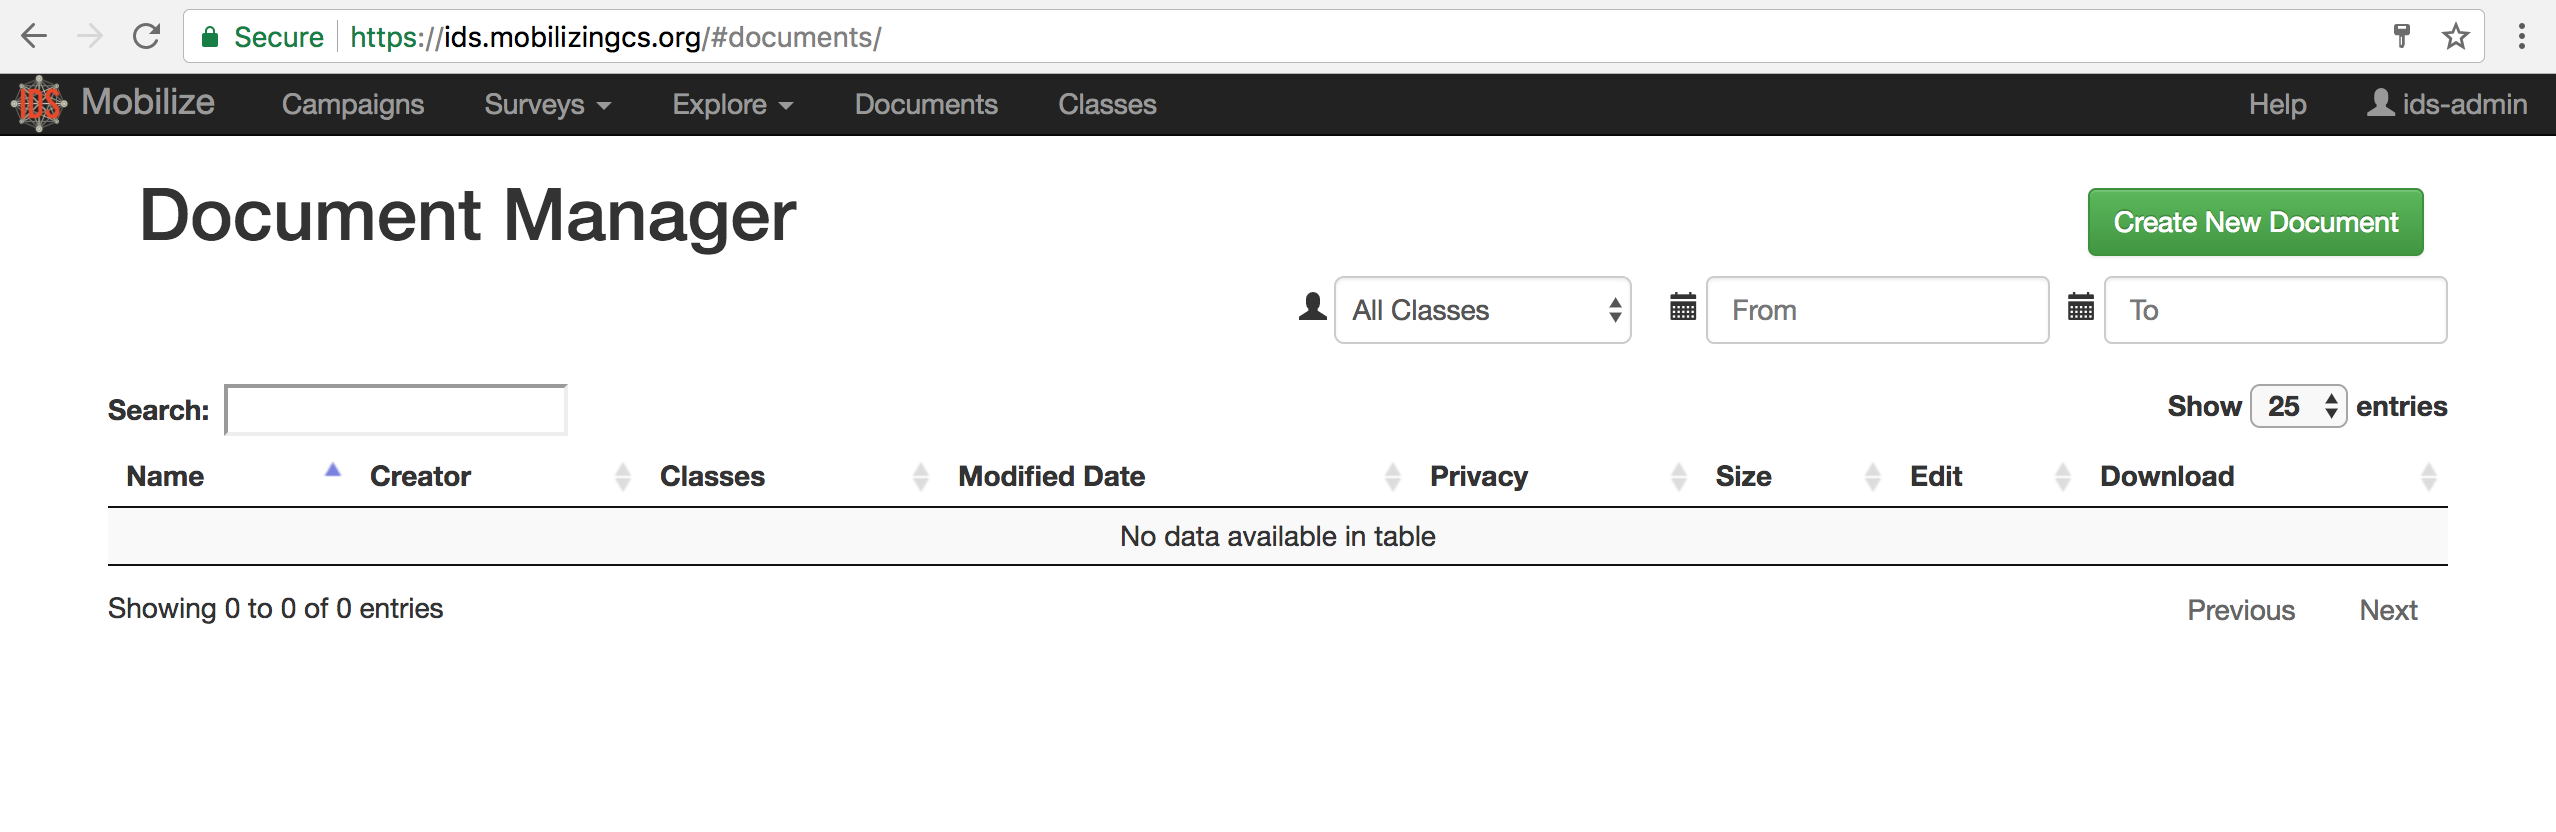 Secure https://ids.mobilizingcs.org/#documents/
IDS Mobilize Campaigns Surveys Explore Documents Classes Help ids-admin
Document Manager Create New Document
All Classes From To
Search: Show 25 entries
Name Creator Classes Modified Date Privacy Size Edit Download
No data available in table
Showing 0 to 0 of 0 entries Previous Next